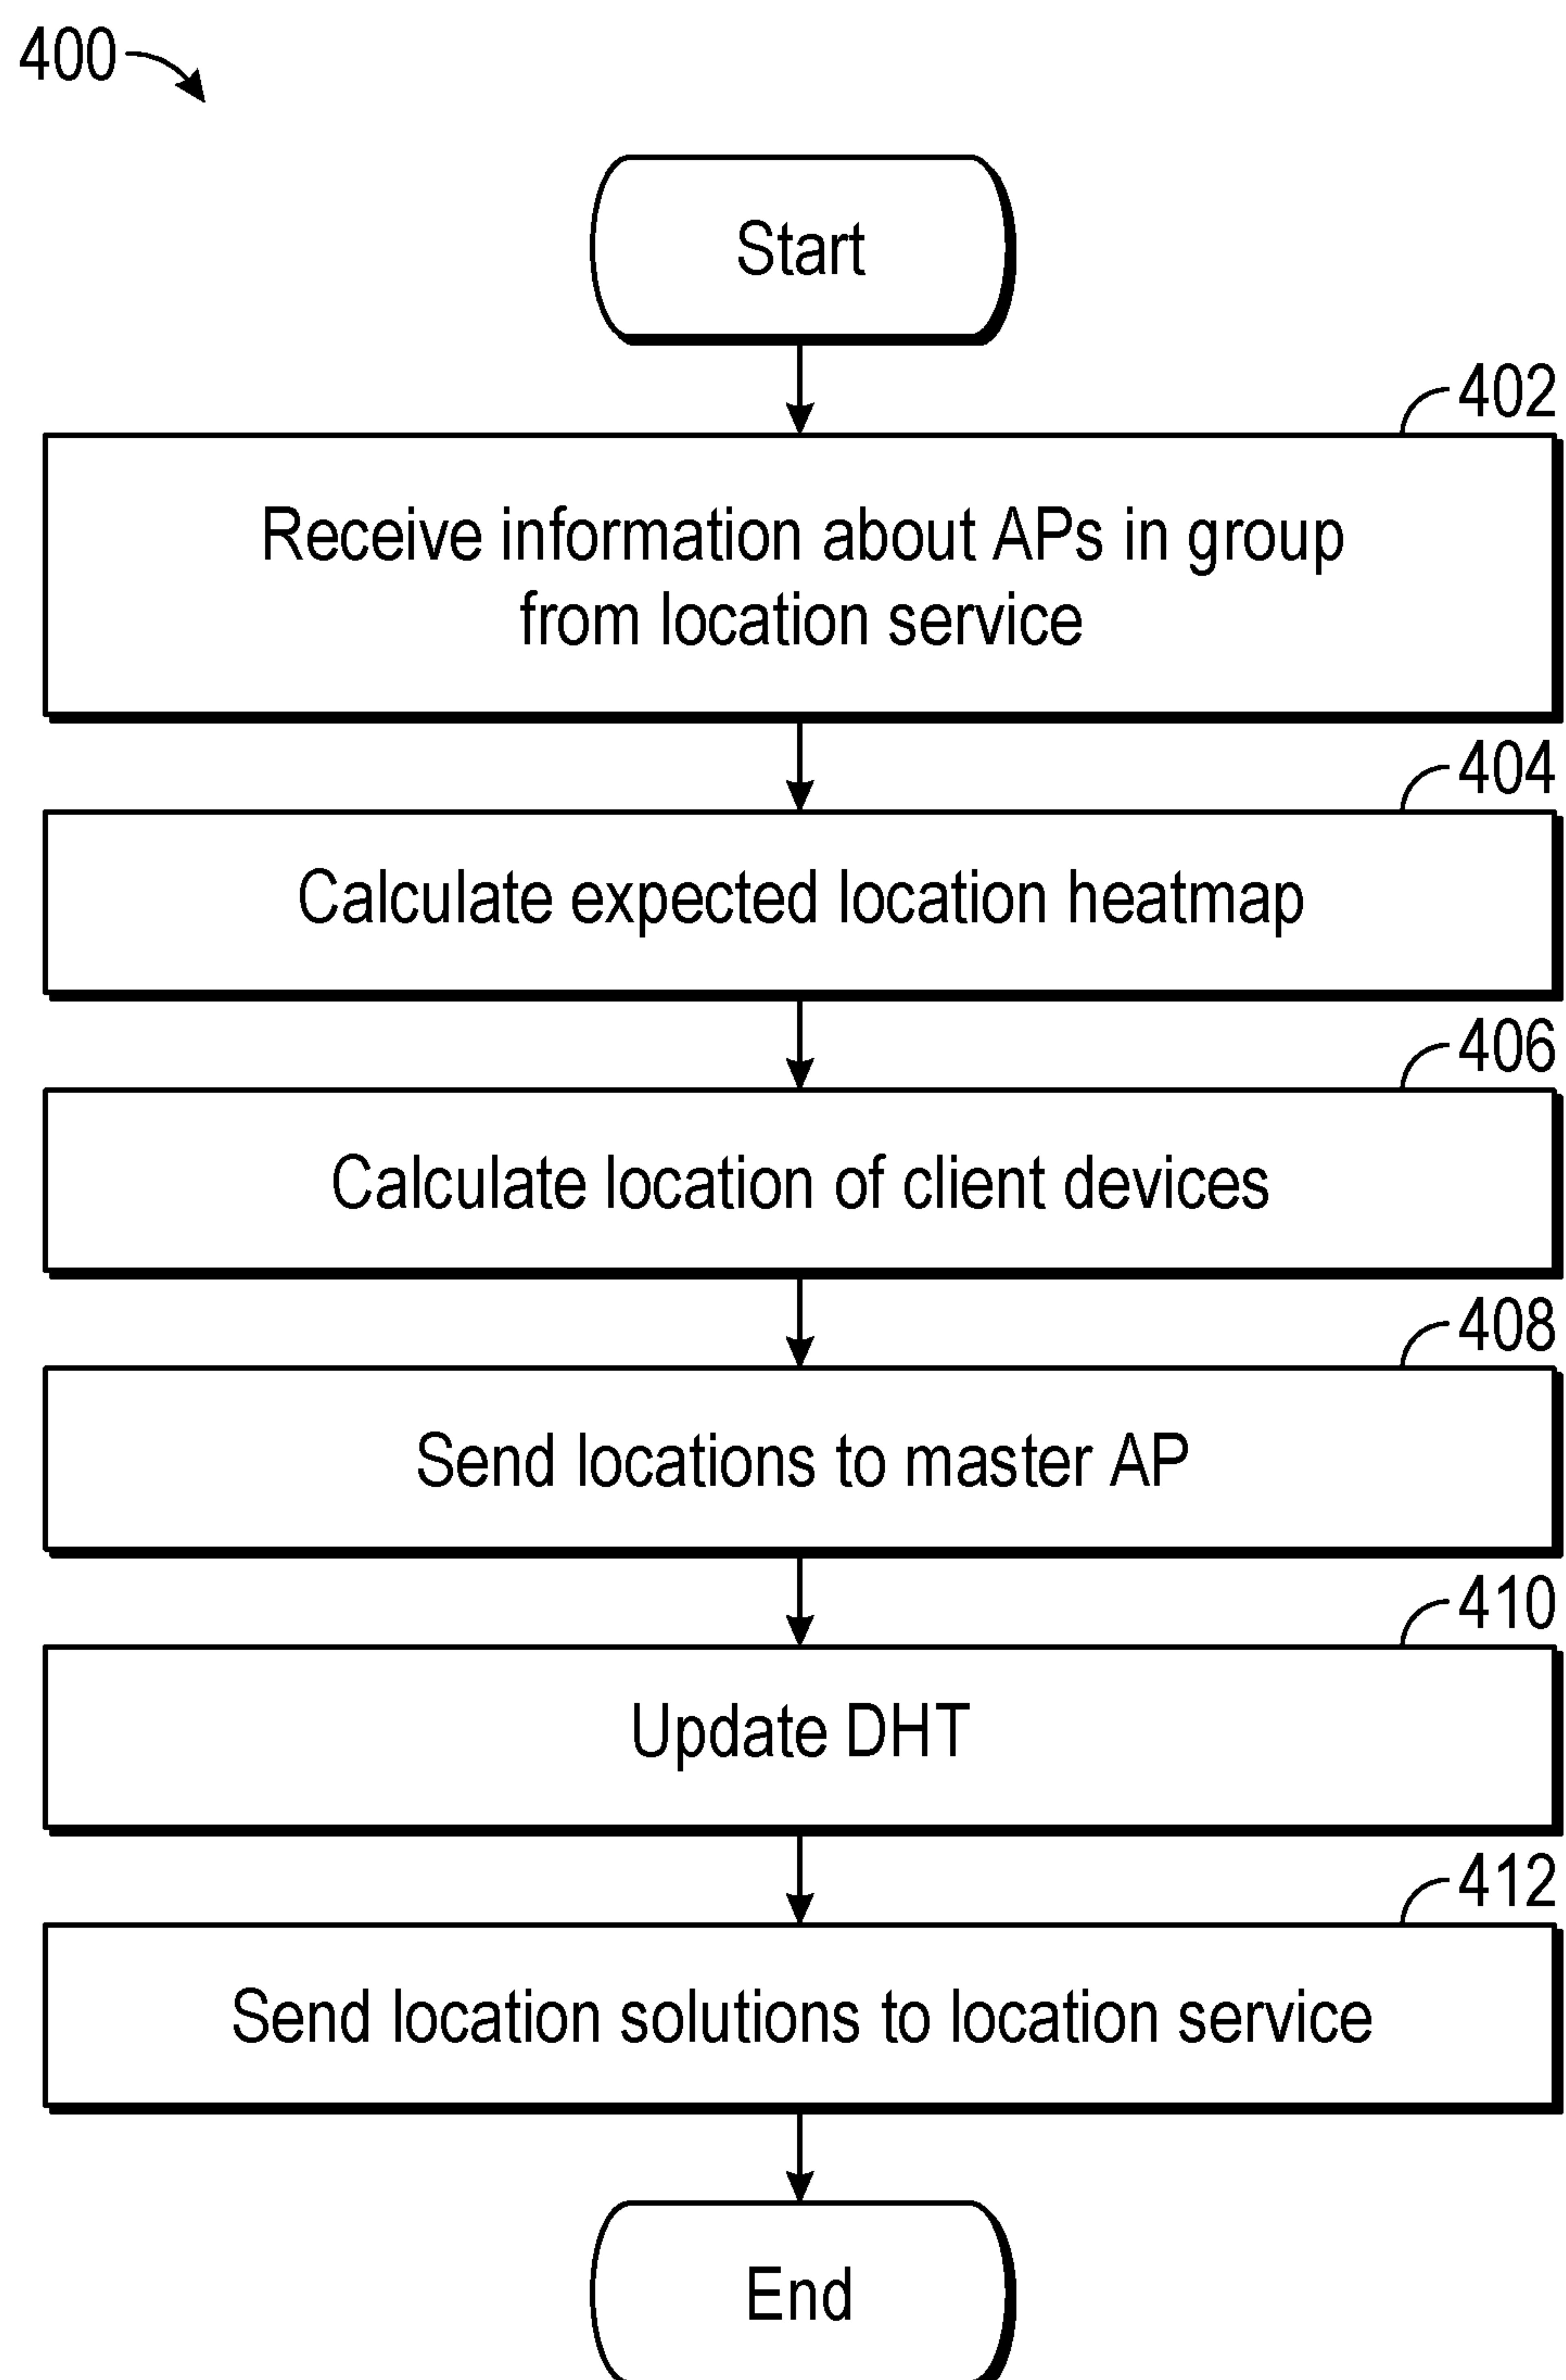 400
Start
402
Receive information about APs in group
from location service
404
Calculate expected location heatmap
406
Calculate location of client devices
408
Send locations to master AP
410
Update DHT
412
Send location solutions to location service
End